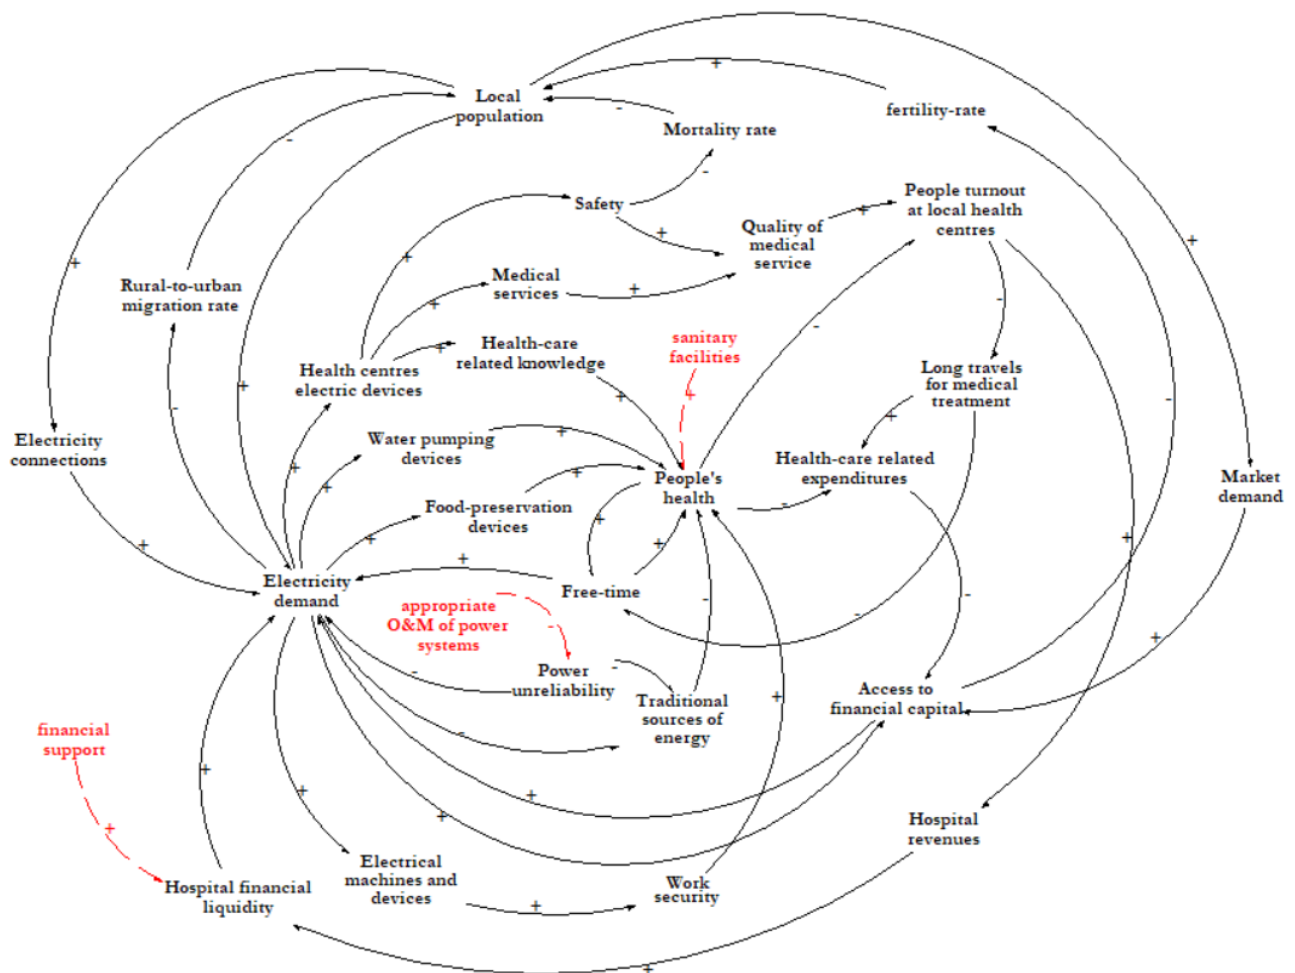 Local
population
fertility-rate
Mortality rate
People turnout
at local health
centres
Safety
Quality of
medical
service
Rural-to-urban
migration rate
Medical
services
Health-care
related knowledge
sanitary
facilities
Health centres
electric devices
Long travels
for medical
treatment
Electricity
connections
Water pumping
devices
People's
health
Health-care related
expenditures
Market
demand
Food-preservation
devices
Electricity
demand
Free-time
appropriate
O&M of power
systems
Power
unreliability
Traditional
sources of
energy
Access to
financial capital
financial
support
Hospital
revenues
Hospital financial
liquidity
Electrical
machines and
devices
Work
security
+
+
-
-
-
+
+
+
+
+
+
+
-
+
-
-
+
+
+
+
-
+
+
+
+
-
-
+
+
+
+
+
-
-
-
+
-
-
-
-
+
+
+
+
+
+
+
+
+